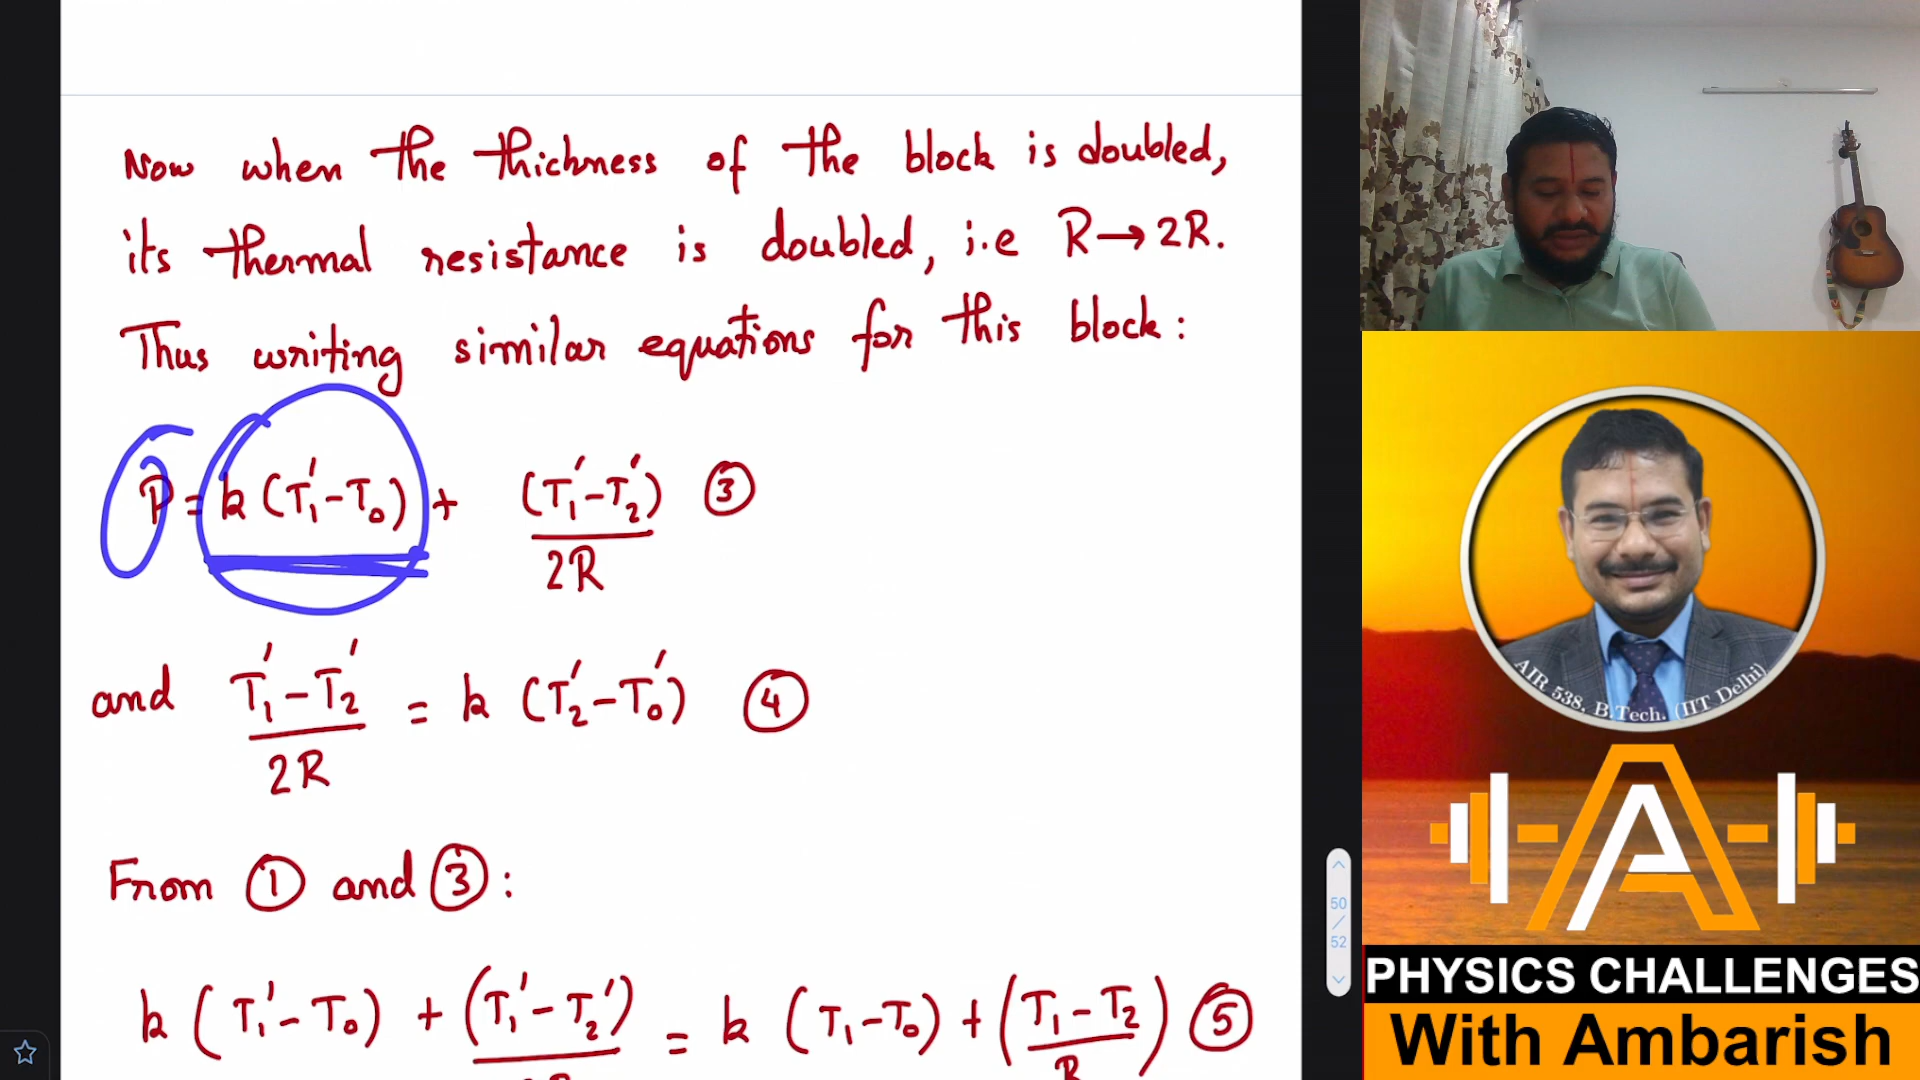 Now when the thickness of the block is doubled,
its thermal resistance is doubled, i.e R→2R.
Thus writing similar equations for this block:
P = k (T₁'-T₀) + (T₁'-T₂')/2R ③
and (T₁'-T₂')/2R = k (T₂'-T₀') ④
From ① and ③:
k (T₁'-T₀) + (T₁'-T₂') = k (T₁-T₀) + (T₁-T₂/R) ⑤
50
/
52
AIR 538, B.Tech. (IIT Delhi)
A
PHYSICS CHALLENGES
With Ambarish